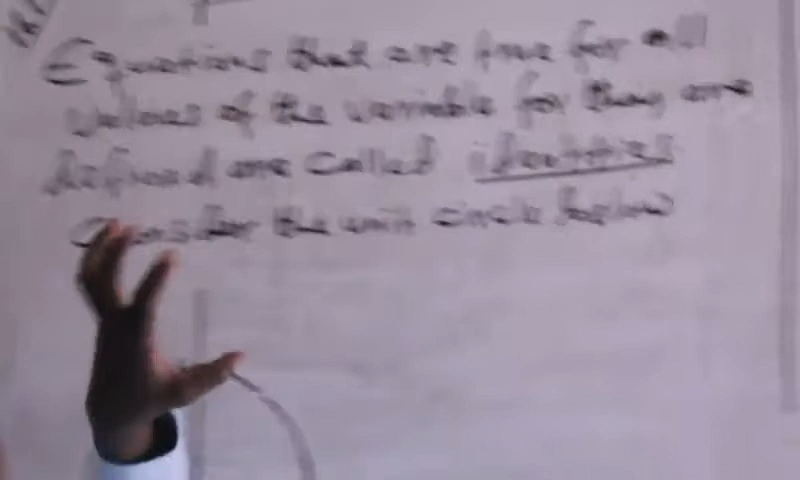 Equations that are true for all
values of the variable for they are
defined are called identities
Consider the unit circle below